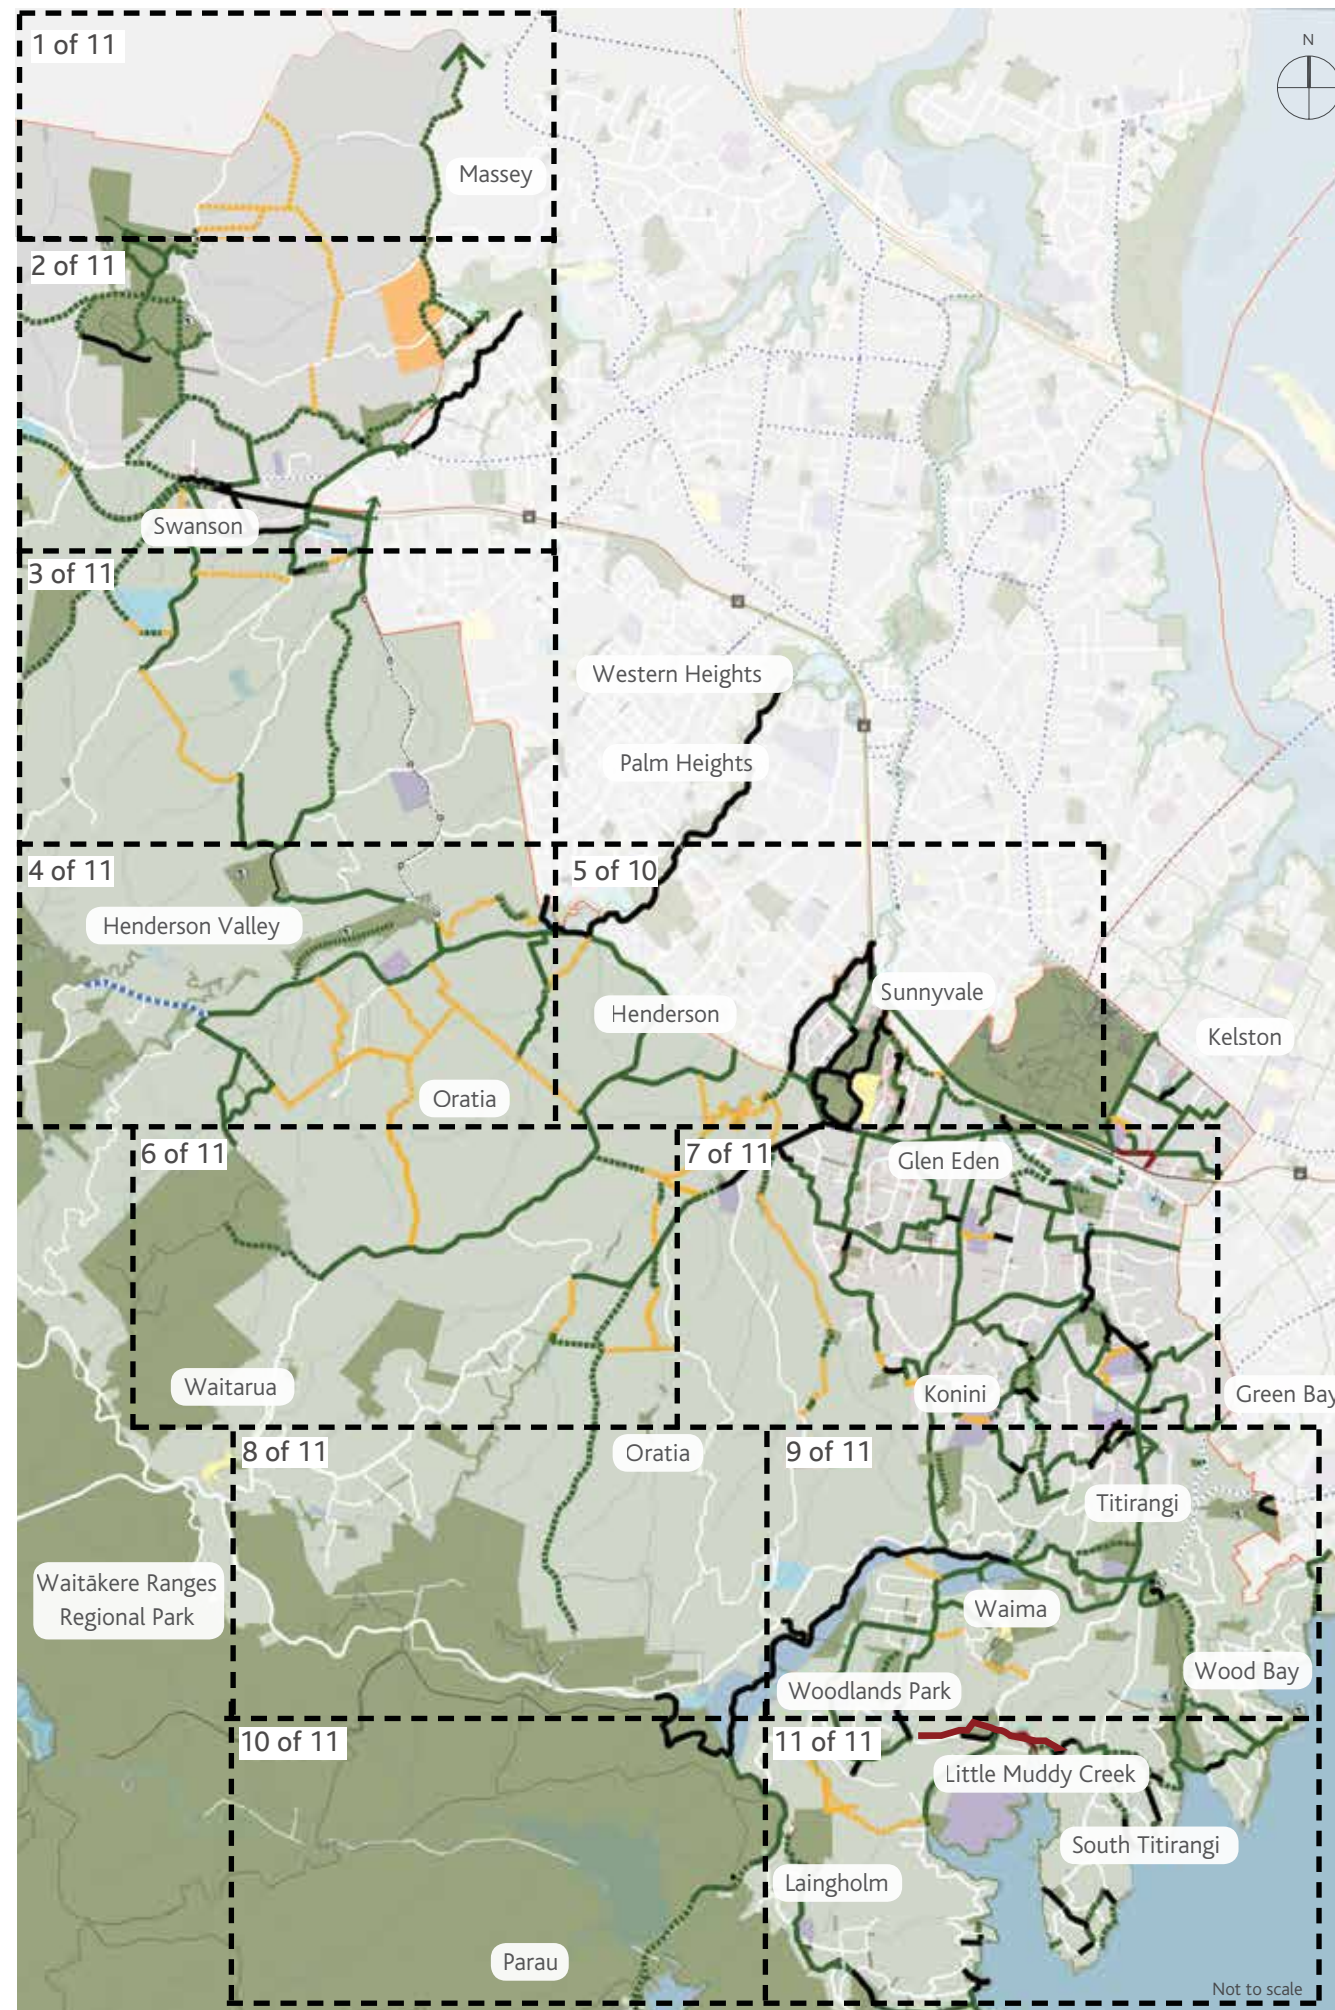 1 of 11
N
Massey
2 of 11
Swanson
3 of 11
Western Heights
Palm Heights
4 of 11
5 of 10
Henderson Valley
Sunnyvale
Henderson
Kelston
Oratia
6 of 11
7 of 11
Glen Eden
Waitarua
Konini
Green Bay
8 of 11
Oratia
9 of 11
Titirangi
Waitākere Ranges
Regional Park
Waima
Wood Bay
Woodlands Park
10 of 11
11 of 11
Little Muddy Creek
South Titirangi
Laingholm
Parau
Not to scale